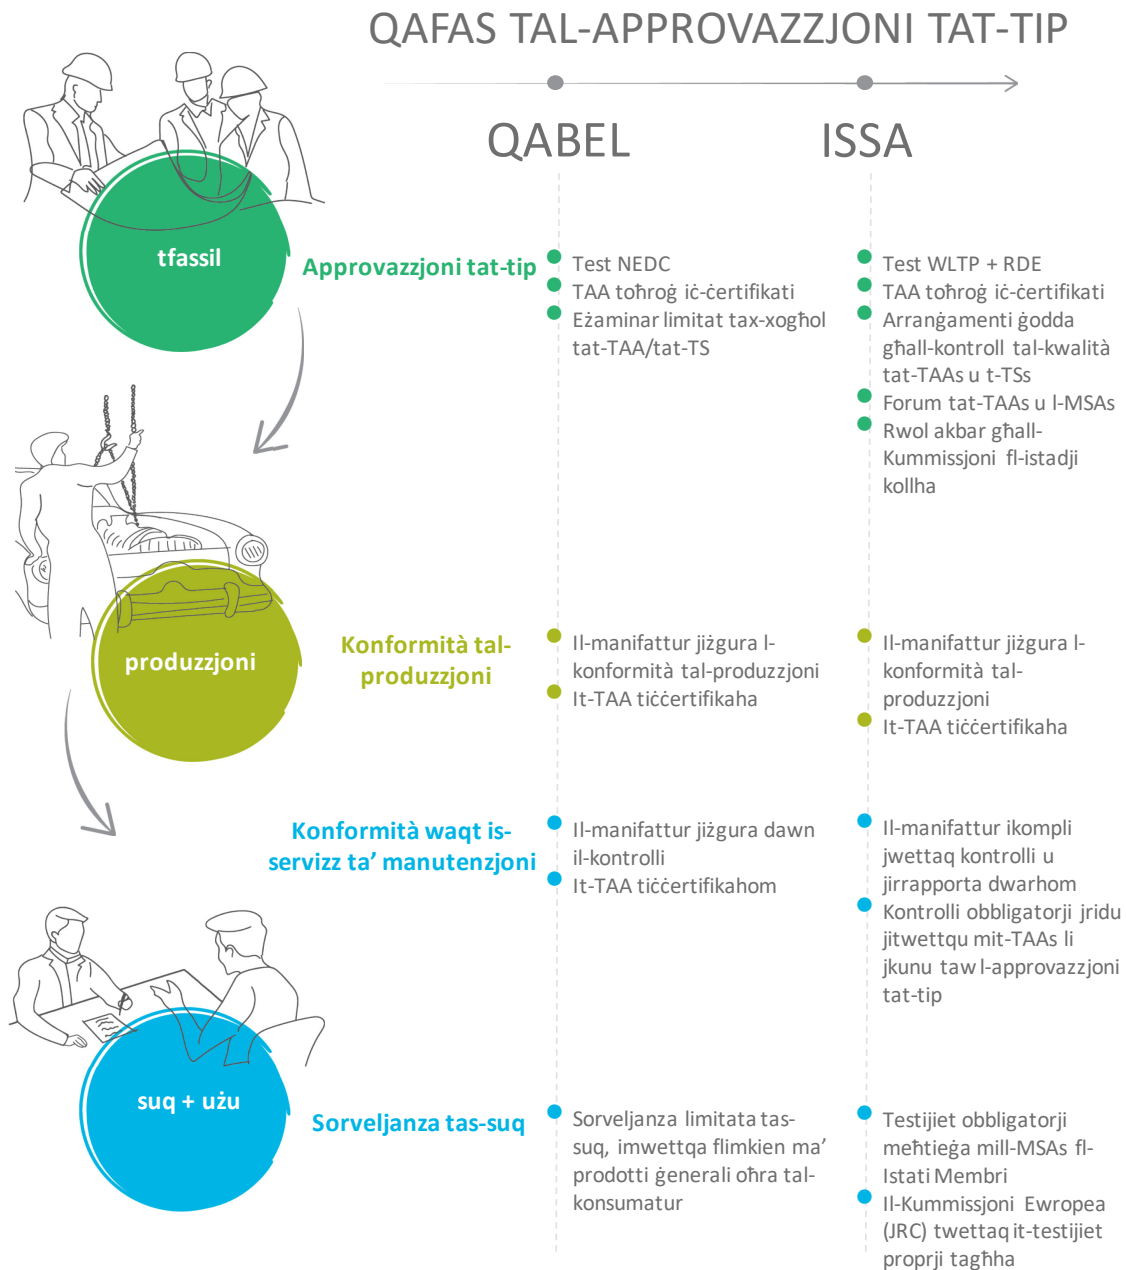 QAFAS TAL-APPROVAZZJONI TAT-TIP
QABEL
ISSA
tfassil
Approvazzjoni tat-tip
Test NEDC
TAA toħroġ iċ-ċertifikati
Eżaminar limitat tax-xogħol
tat-TAA/tat-TS
Test WLTP + RDE
TAA toħroġ iċ-ċertifikati
Arranġamenti ġodda
għall-kontroll tal-kwalità
tat-TAAs u t-TSs
Forum tat-TAAs u l-MSAs
Rwol akbar għall-
Kummissjoni fl-istadji
kollha
produzzjoni
Konformità tal-
produzzjoni
Il-manifattur jiżgura l-
konformità tal-produzzjoni
It-TAA tiċċertifikaha
Il-manifattur jiżgura l-
konformità tal-
produzzjoni
It-TAA tiċċertifikaha
Konformità waqt is-
servizz ta’ manutenzjoni
Il-manifattur jiżgura dawn
il-kontrolli
It-TAA tiċċertifikahom
Il-manifattur ikompli
jwettaq kontrolli u
jirrapporta dwarhom
Kontrolli obbligatorji jridu
jitwettqu mit-TAAs li
jkunu taw l-approvazzjoni
tat-tip
suq + użu
Sorveljanza tas-suq
Sorveljanza limitata tas-
suq, imwettqa flimkien ma’
prodotti ġenerali oħra tal-
konsumatur
Testijiet obbligatorji
meħtieġa mill-MSAs fl-
Istati Membri
Il-Kummissjoni Ewropea
(JRC) twettaq it-testijiet
proprji tagħha